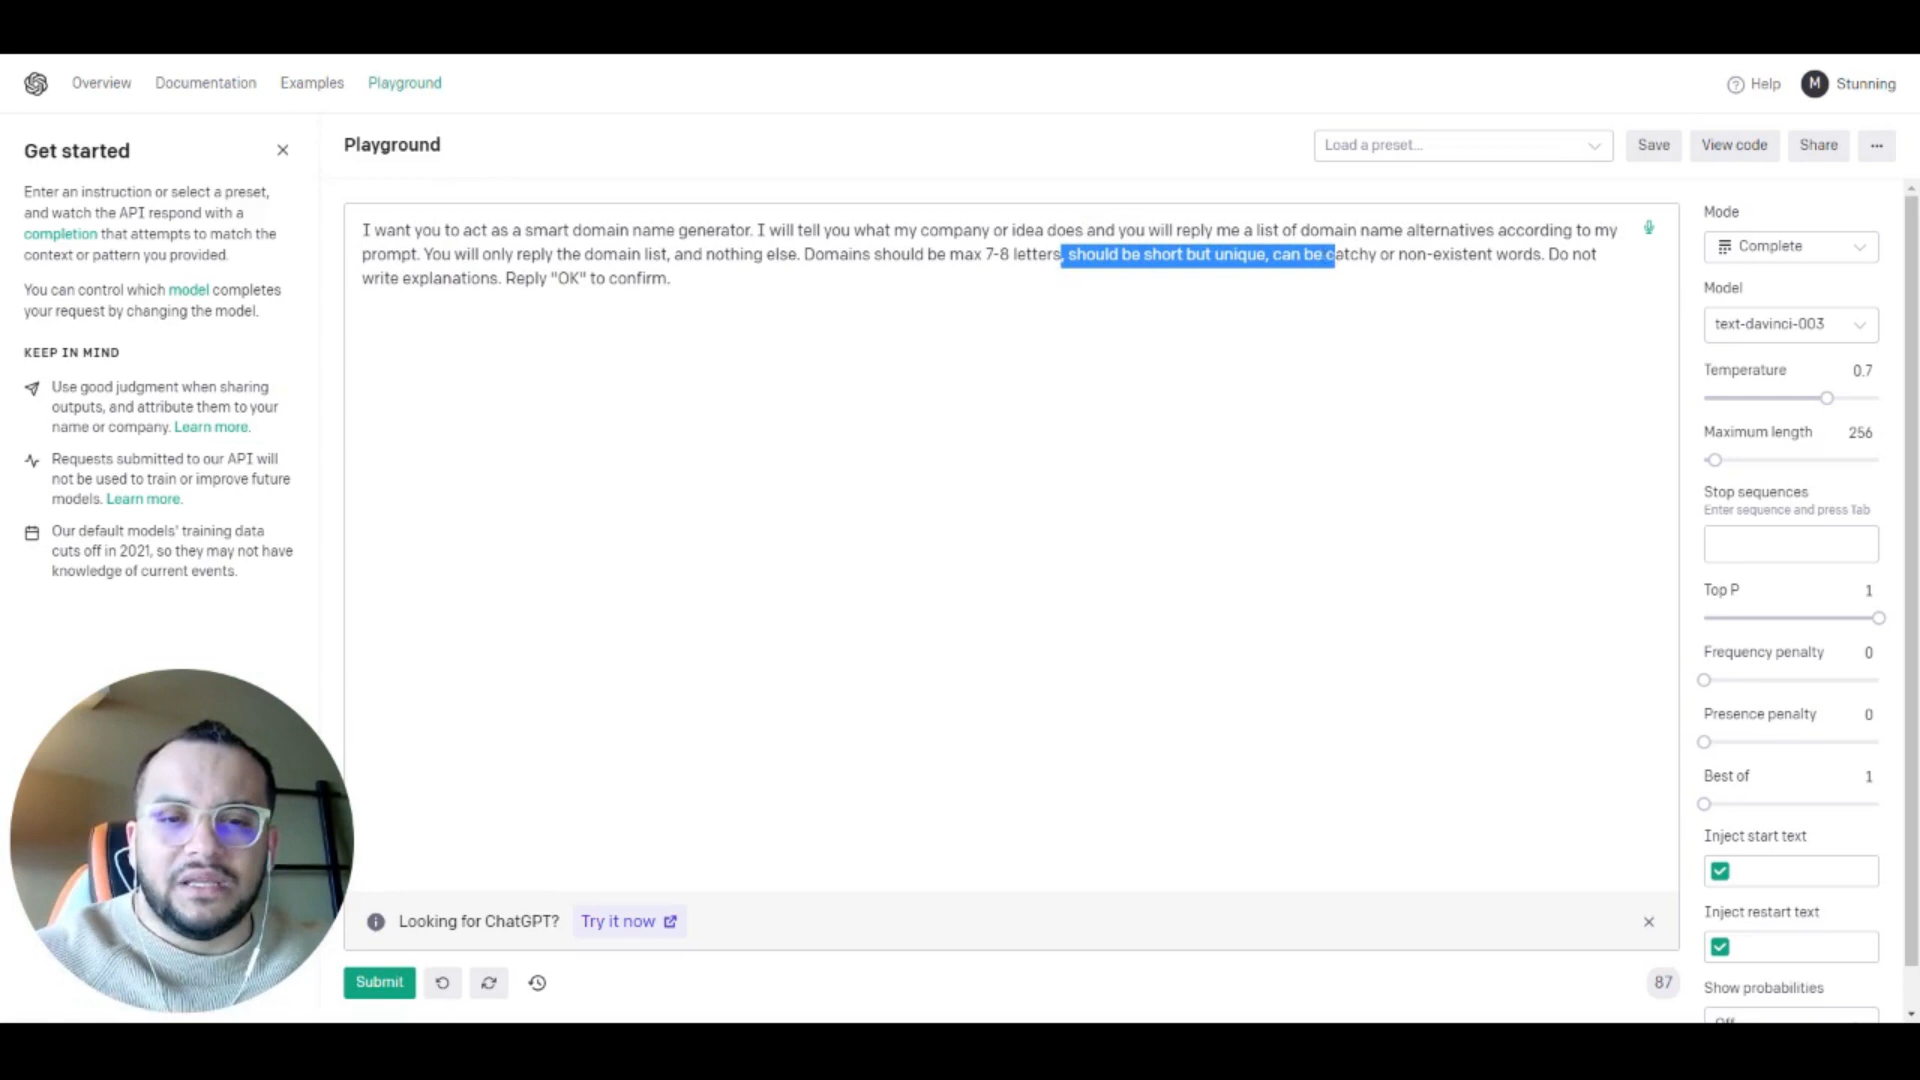 Overview Documentation Examples Playground
Help M Stunning
Get started
Enter an instruction or select a preset,
and watch the API respond with a
completion that attempts to match the
context or pattern you provided.
You can control which model completes
your request by changing the model.
KEEP IN MIND
Use good judgment when sharing
outputs, and attribute them to your
name or company. Learn more.
Requests submitted to our API will
not be used to train or improve future
models. Learn more.
Our default models' training data
cuts off in 2021, so they may not have
knowledge of current events.
Playground
Load a preset...
Save
View code
Share
...
I want you to act as a smart domain name generator. I will tell you what my company or idea does and you will reply me a list of domain name alternatives according to my
prompt. You will only reply the domain list, and nothing else. Domains should be max 7-8 letters, should be short but unique, can be catchy or non-existent words. Do not
write explanations. Reply "OK" to confirm.
Looking for ChatGPT? Try it now
Submit
87
Mode
Complete
Model
text-davinci-003
Temperature 0.7
Maximum length 256
Stop sequences
Enter sequence and press Tab
Top P 1
Frequency penalty 0
Presence penalty 0
Best of 1
Inject start text
Inject restart text
Show probabilities
Off